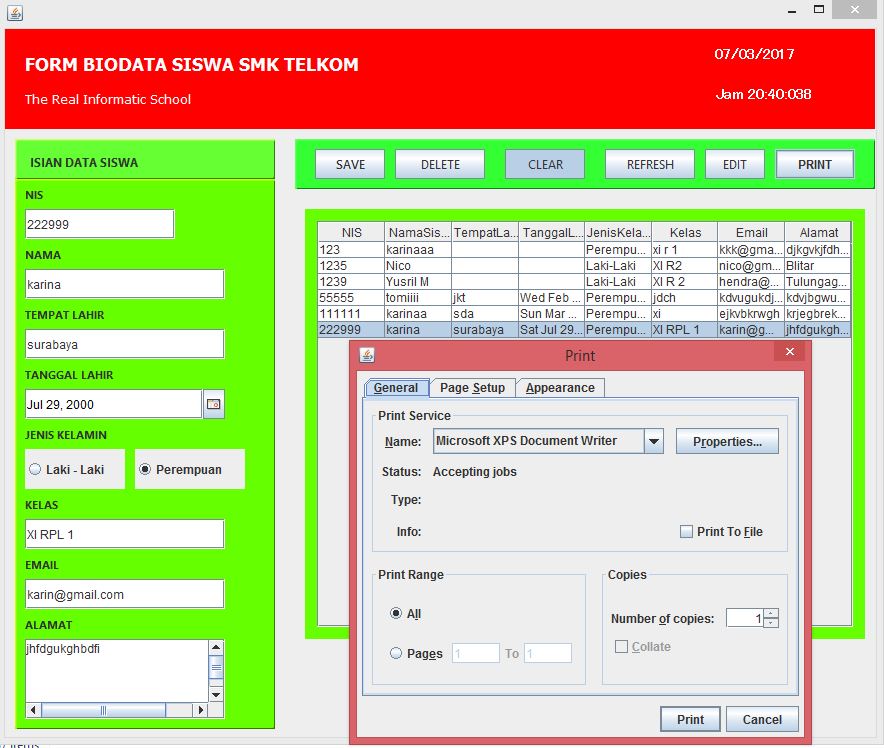 FORM BIODATA SISWA SMK TELKOM
The Real Informatic School
07/03/2017
Jam 20:40:038
ISIAN DATA SISWA
NIS
222999
NAMA
karina
TEMPAT LAHIR
surabaya
TANGGAL LAHIR
Jul 29, 2000
JENIS KELAMIN
Laki - Laki Perempuan
KELAS
XI RPL 1
EMAIL
karin@gmail.com
ALAMAT
jhfdgukghbdfi
SAVE DELETE CLEAR REFRESH EDIT PRINT
NIS NamaSis... TempatLa... TanggalL... JenisKela... Kelas Email Alamat
123 karinaaa Perempu... xi r 1 kkk@gma... djkgvkjfdh...
1235 Nico Laki-Laki XI R2 nico@gm... Blitar
1239 Yusril M Laki-Laki XI R 2 hendra@... Tulungag...
55555 tomiiii jkt Wed Feb ... Perempu... jdch kdvugukdj... kdvjbgwu...
111111 karinaa sda Sun Mar ... Perempu... xi ejkvbkrwgh krjegbrek...
222999 karina surabaya Sat Jul 29... Perempu... XI RPL 1 karin@g... jhfdgukgh...
Print
General Page Setup Appearance
Print Service
Name: Microsoft XPS Document Writer Properties...
Status: Accepting jobs
Type:
Info: Print To File
Print Range
All
Pages 1 To 1
Copies
Number of copies: 1
Collate
Print Cancel